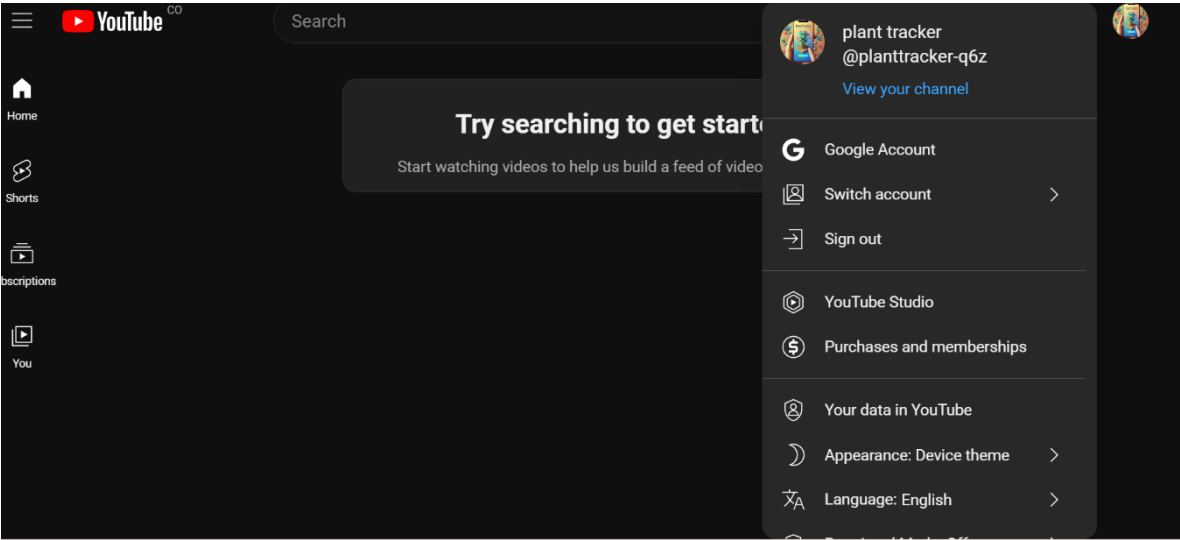 YouTube CO
Search
Home
Shorts
bscriptions
You
Try searching to get starte
Start watching videos to help us build a feed of video
plant tracker
@planttracker-q6z
View your channel
Google Account
Switch account
Sign out
YouTube Studio
Purchases and memberships
Your data in YouTube
Appearance: Device theme
Language: English